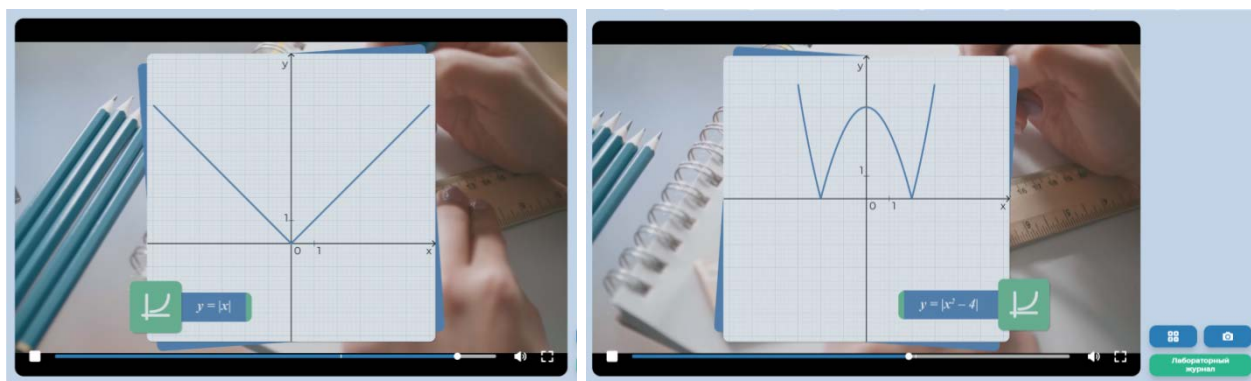 y
1
0
1
x
y = |x|
y
1
0
1
x
y = |x² – 4|
Лабораторный
журнал